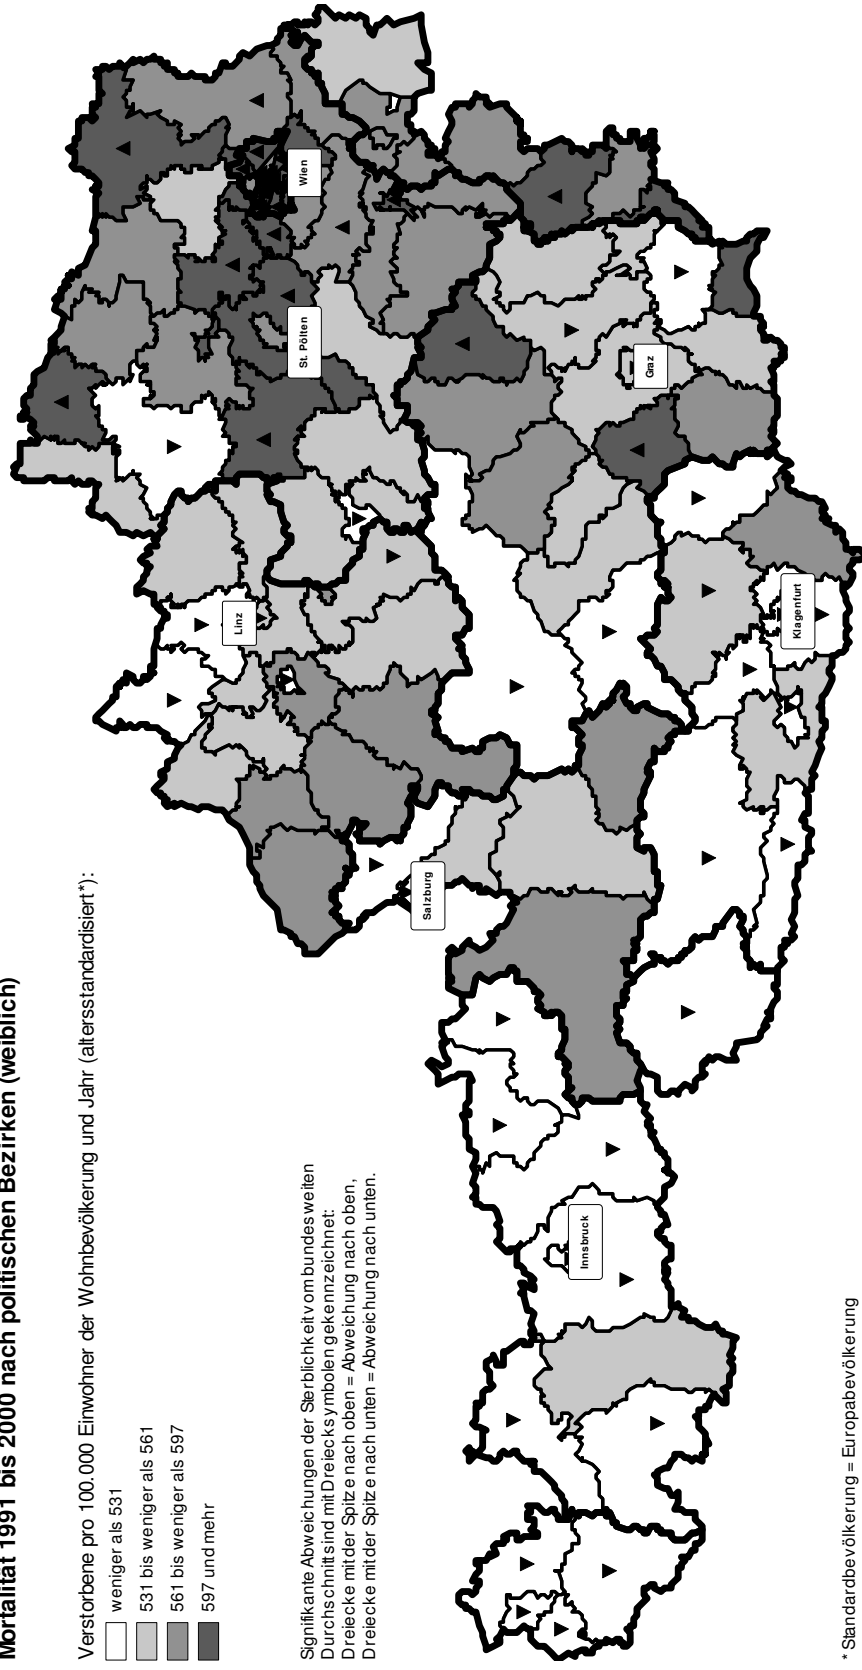 Mortalität 1991 bis 2000 nach politischen Bezirken (weiblich)
Verstorbene pro 100.000 Einwohner der Wohnbevölkerung und Jahr (altersstandardisiert*):
weniger als 531
531 bis weniger als 561
561 bis weniger als 597
597 und mehr
Signifikante Abweichungen der Sterblichkeit vom bundesweiten
Durchschnitt sind mit Dreieckssymbolen gekennzeichnet:
Dreiecke mit der Spitze nach oben = Abweichung nach oben,
Dreiecke mit der Spitze nach unten = Abweichung nach unten.
Wien
St. Pölten
Linz
Salzburg
Graz
Klagenfurt
Innsbruck
* Standardbevölkerung = Europabevölkerung